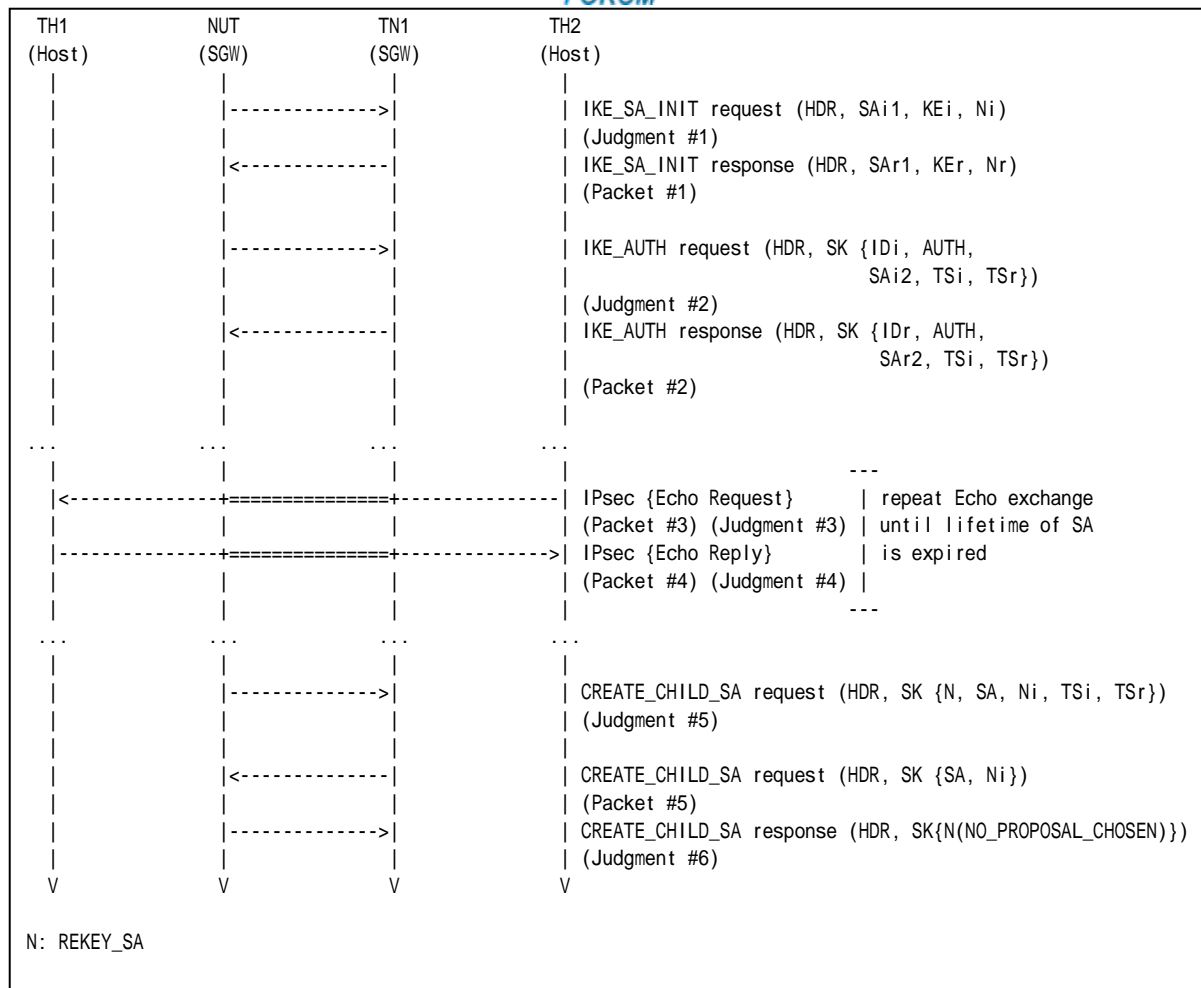 FORUM
TH1 NUT TN1 TH2
(Host) (SGW) (SGW) (Host)
| | | |
| |-------------->| | IKE_SA_INIT request (HDR, SAi1, KEi, Ni)
| | | | (Judgment #1)
| |<--------------| | IKE_SA_INIT response (HDR, SAr1, KEr, Nr)
| | | | (Packet #1)
| | | |
| |-------------->| | IKE_AUTH request (HDR, SK {IDi, AUTH,
| | | | SAi2, TSi, TSr})
| | | | (Judgment #2)
| |<--------------| | IKE_AUTH response (HDR, SK {IDr, AUTH,
| | | | SAr2, TSi, TSr})
| | | | (Packet #2)
| | | |
... ... ... ...
| | | | ---
|<--------------+===============+---------------| IPsec {Echo Request} | repeat Echo exchange
| | | | (Packet #3) (Judgment #3) | until lifetime of SA
|---------------+===============+-------------->| IPsec {Echo Reply} | is expired
| | | | (Packet #4) (Judgment #4) |
| | | | ---
... ... ... ...
| | | |
| |-------------->| | CREATE_CHILD_SA request (HDR, SK {N, SA, Ni, TSi, TSr})
| | | | (Judgment #5)
| | | |
| |<--------------| | CREATE_CHILD_SA request (HDR, SK {SA, Ni})
| | | | (Packet #5)
| |-------------->| | CREATE_CHILD_SA response (HDR, SK{N(NO_PROPOSAL_CHOSEN)})
| | | | (Judgment #6)
V V V V
N: REKEY_SA